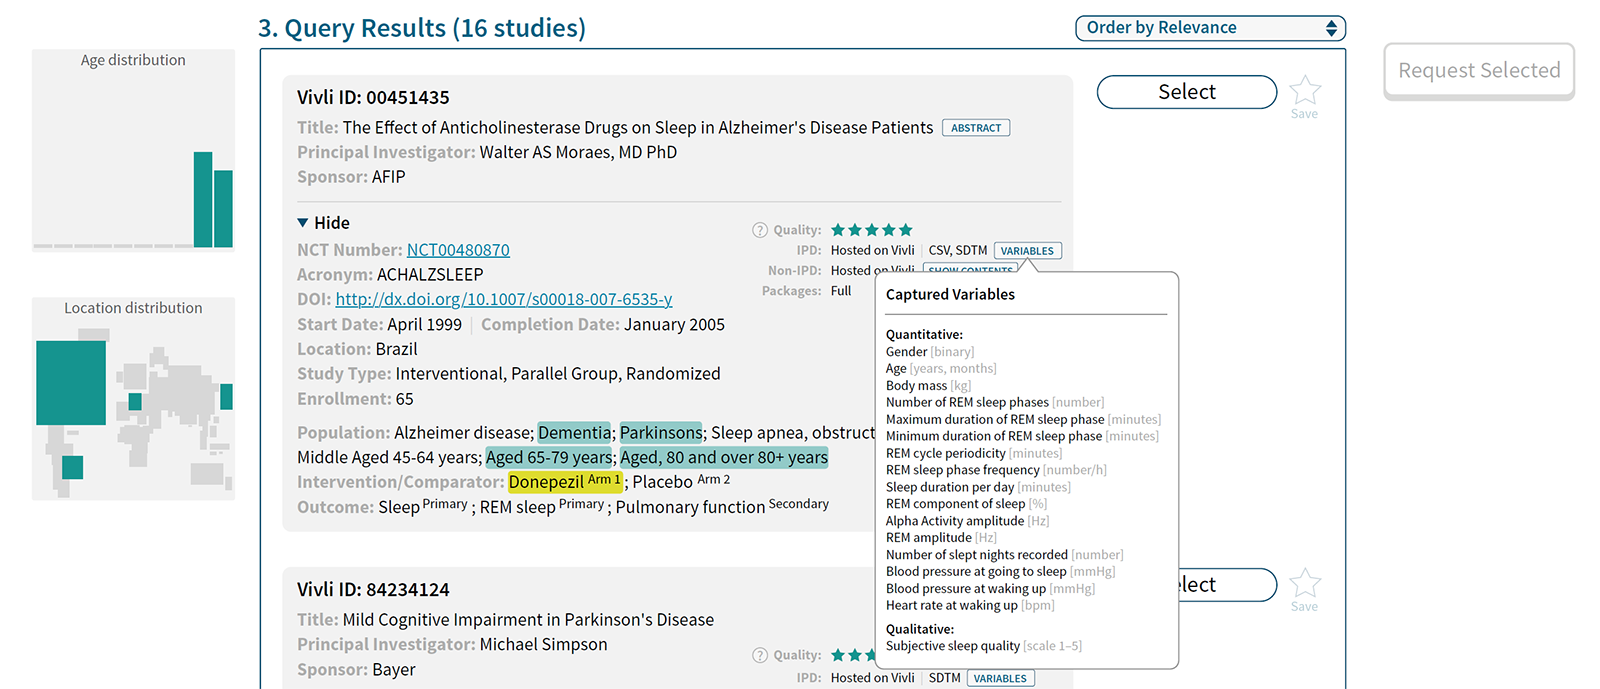 3. Query Results (16 studies)
Order by Relevance
Age distribution
Request Selected
Vivli ID: 00451435
Select
Save
Title: The Effect of Anticholinesterase Drugs on Sleep in Alzheimer's Disease Patients ABSTRACT
Principal Investigator: Walter AS Moraes, MD PhD
Sponsor: AFIP
Hide
Quality:
NCT Number: NCT00480870
IPD: Hosted on Vivli | CSV, SDTM VARIABLES
Acronym: ACHALZSLEEP
Non-IPD: Hosted on Vivli SHOW CONTENTS
DOI: http://dx.doi.org/10.1007/s00018-007-6535-y
Packages: Full
Location distribution
Start Date: April 1999 | Completion Date: January 2005
Location: Brazil
Study Type: Interventional, Parallel Group, Randomized
Enrollment: 65
Population: Alzheimer disease; Dementia; Parkinsons; Sleep apnea, obstruct
Middle Aged 45-64 years; Aged 65-79 years; Aged, 80 and over 80+ years
Intervention/Comparator: Donepezil Arm 1 ; Placebo Arm 2
Outcome: Sleep Primary ; REM sleep Primary ; Pulmonary function Secondary
Captured Variables
Quantitative:
Gender [binary]
Age [years, months]
Body mass [kg]
Number of REM sleep phases [number]
Maximum duration of REM sleep phase [minutes]
Minimum duration of REM sleep phase [minutes]
REM cycle periodicity [minutes]
REM sleep phase frequency [number/h]
Sleep duration per day [minutes]
REM component of sleep [%]
Alpha Activity amplitude [Hz]
REM amplitude [Hz]
Number of slept nights recorded [number]
Blood pressure at going to sleep [mmHg]
Blood pressure at waking up [mmHg]
Heart rate at waking up [bpm]
Qualitative:
Subjective sleep quality [scale 1–5]
Vivli ID: 84234124
lect
Save
Title: Mild Cognitive Impairment in Parkinson's Disease
Principal Investigator: Michael Simpson
Quality:
Sponsor: Bayer
IPD: Hosted on Vivli | SDTM VARIABLES